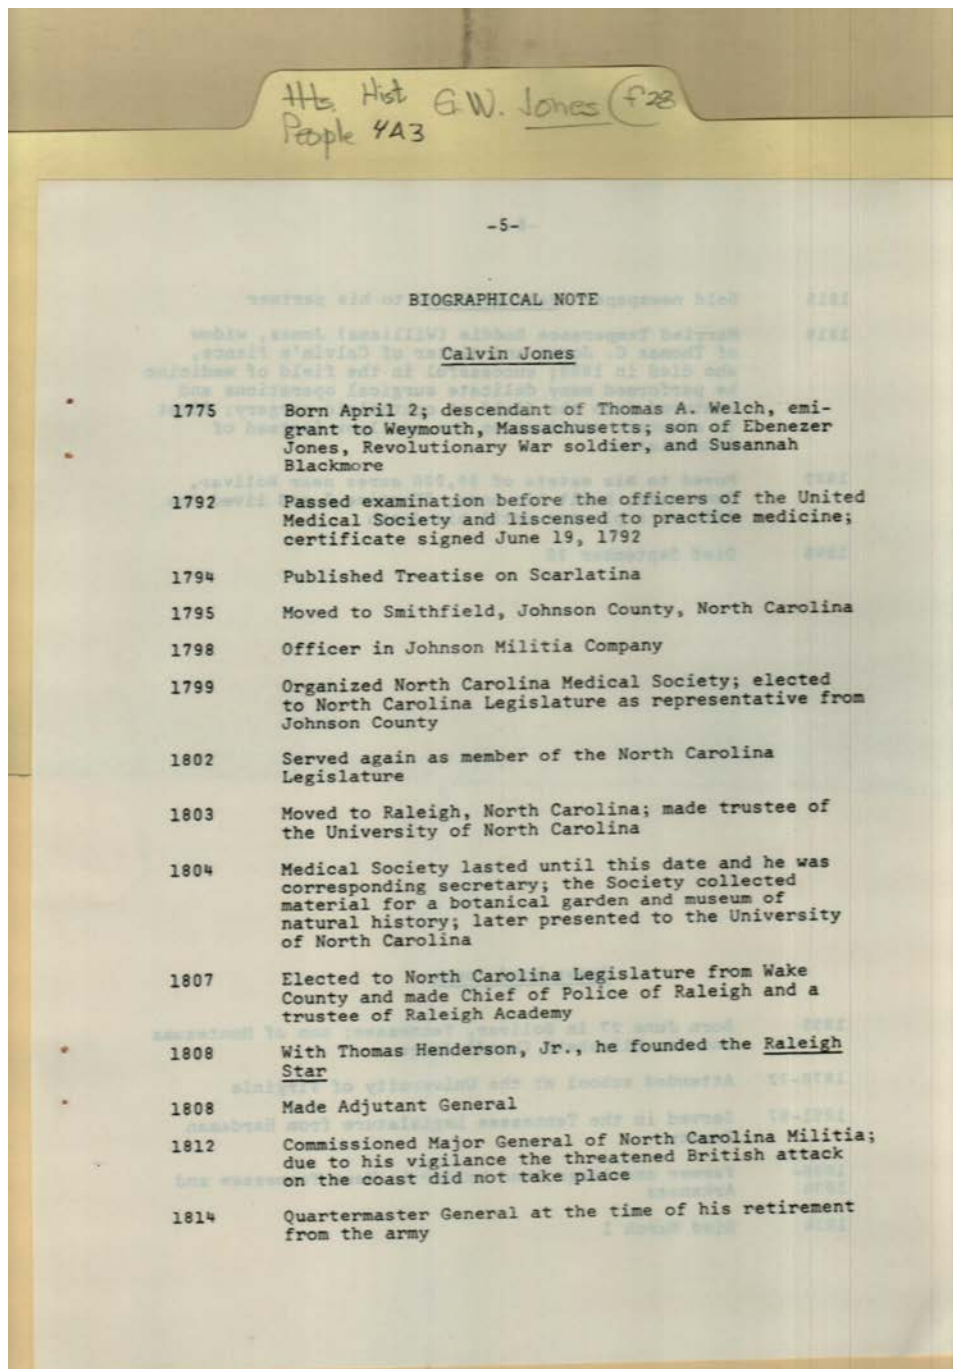 Hts. Hist G.W. Jones f28
People 4A3
-5-
BIOGRAPHICAL NOTE
Calvin Jones
1775 Born April 2; descendant of Thomas A. Welch, emi-
grant to Weymouth, Massachusetts; son of Ebenezer
Jones, Revolutionary War soldier, and Susannah
Blackmore
1792 Passed examination before the officers of the United
Medical Society and liscensed to practice medicine;
certificate signed June 19, 1792
1794 Published Treatise on Scarlatina
1795 Moved to Smithfield, Johnson County, North Carolina
1798 Officer in Johnson Militia Company
1799 Organized North Carolina Medical Society; elected
to North Carolina Legislature as representative from
Johnson County
1802 Served again as member of the North Carolina
Legislature
1803 Moved to Raleigh, North Carolina; made trustee of
the University of North Carolina
1804 Medical Society lasted until this date and he was
corresponding secretary; the Society collected
material for a botanical garden and museum of
natural history; later presented to the University
of North Carolina
1807 Elected to North Carolina Legislature from Wake
County and made Chief of Police of Raleigh and a
trustee of Raleigh Academy
1808 With Thomas Henderson, Jr., he founded the Raleigh
Star
1808 Made Adjutant General
1812 Commissioned Major General of North Carolina Militia;
due to his vigilance the threatened British attack
on the coast did not take place
1814 Quartermaster General at the time of his retirement
from the army